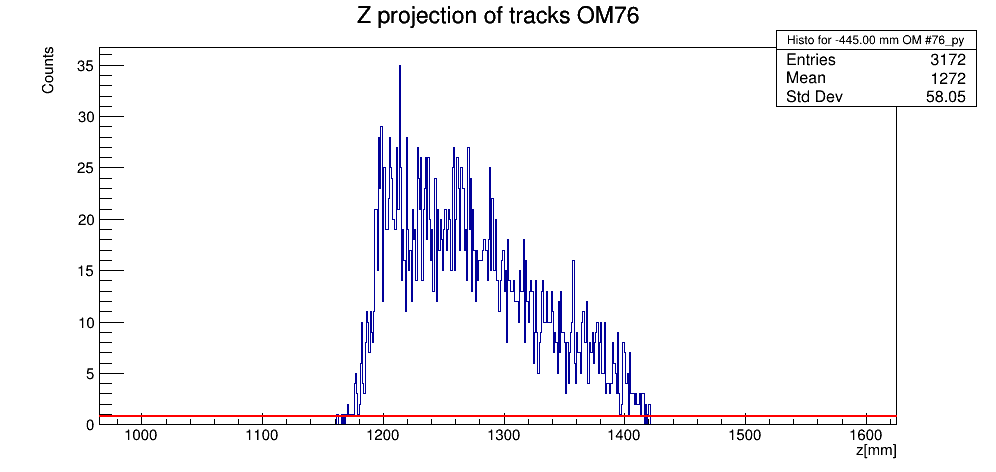 Z projection of tracks OM76
Histo for -445.00 mm OM #76_py
Entries 3172
Mean 1272
Std Dev 58.05
Counts
35
30
25
20
15
10
5
0
1000 1100 1200 1300 1400 1500 1600
z[mm]